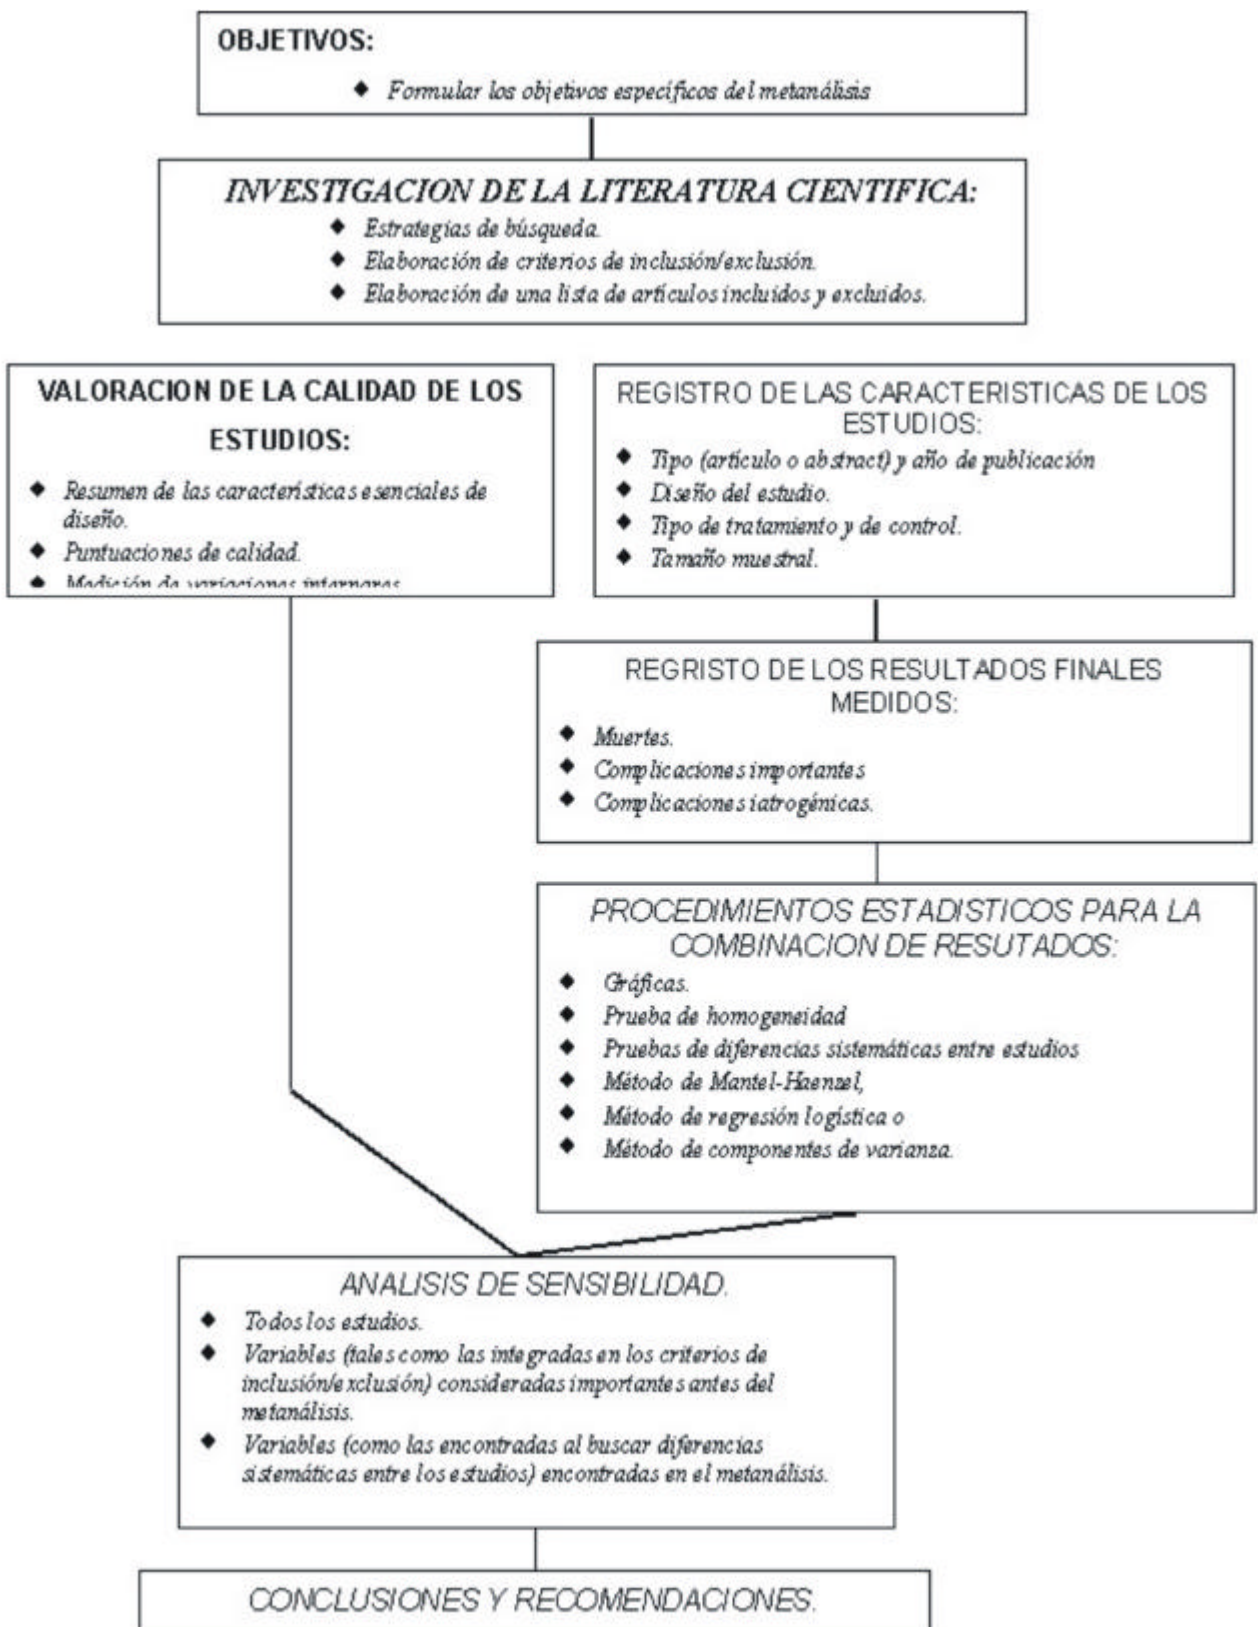 OBJETIVOS:
◆ Formular los objetivos específicos del metanálisis
INVESTIGACION DE LA LITERATURA CIENTIFICA:
◆ Estrategias de búsqueda.
◆ Elaboración de criterios de inclusión/exclusión.
◆ Elaboración de una lista de artículos incluidos y excluidos.
VALORACION DE LA CALIDAD DE LOS
ESTUDIOS:
◆ Resumen de las características esenciales de
diseño.
◆ Puntuaciones de calidad.
◆ Medición de variaciones internares
REGISTRO DE LAS CARACTERISTICAS DE LOS
ESTUDIOS:
◆ Tipo (artículo o abstract) y año de publicación
◆ Diseño del estudio.
◆ Tipo de tratamiento y de control.
◆ Tamaño muestral.
REGRISTO DE LOS RESULTADOS FINALES
MEDIDOS:
◆ Muertes.
◆ Complicaciones importantes
◆ Complicaciones iatrogénicas.
PROCEDIMIENTOS ESTADISTICOS PARA LA
COMBINACION DE RESUTADOS:
◆ Gráficas.
◆ Prueba de homogeneidad
◆ Pruebas de diferencias sistemáticas entre estudios
◆ Método de Mantel-Haenzel,
◆ Método de regresión logística o
◆ Método de componentes de varianza.
ANALISIS DE SENSIBILIDAD.
◆ Todos los estudios.
◆ Variables (tales como las integradas en los criterios de
inclusión/exclusión) consideradas importantes antes del
metanálisis.
◆ Variables (como las encontradas al buscar diferencias
sistemáticas entre los estudios) encontradas en el metanálisis.
CONCLUSIONES Y RECOMENDACIONES.